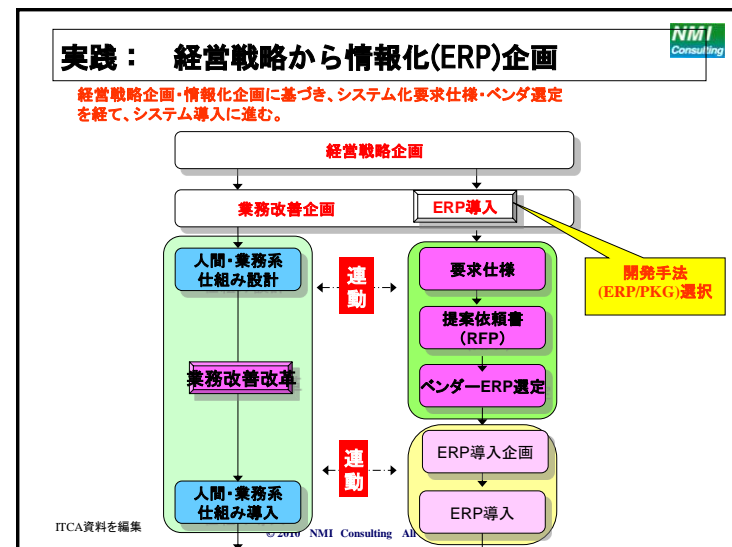 実践： 経営戦略から情報化(ERP)企画
NMI
Consulting
経営戦略企画・情報化企画に基づき、システム化要求仕様・ベンダ選定
を経て、システム導入に進む。
経営戦略企画
業務改善企画
ERP導入
人間・業務系
仕組み設計
連
動
要求仕様
開発手法
(ERP/PKG)選択
提案依頼書
（RFP）
業務改善改革
ベンダーERP選定
連
動
ERP導入企画
人間・業務系
仕組み導入
ERP導入
ITCA資料を編集
© 2010 NMI Consulting All